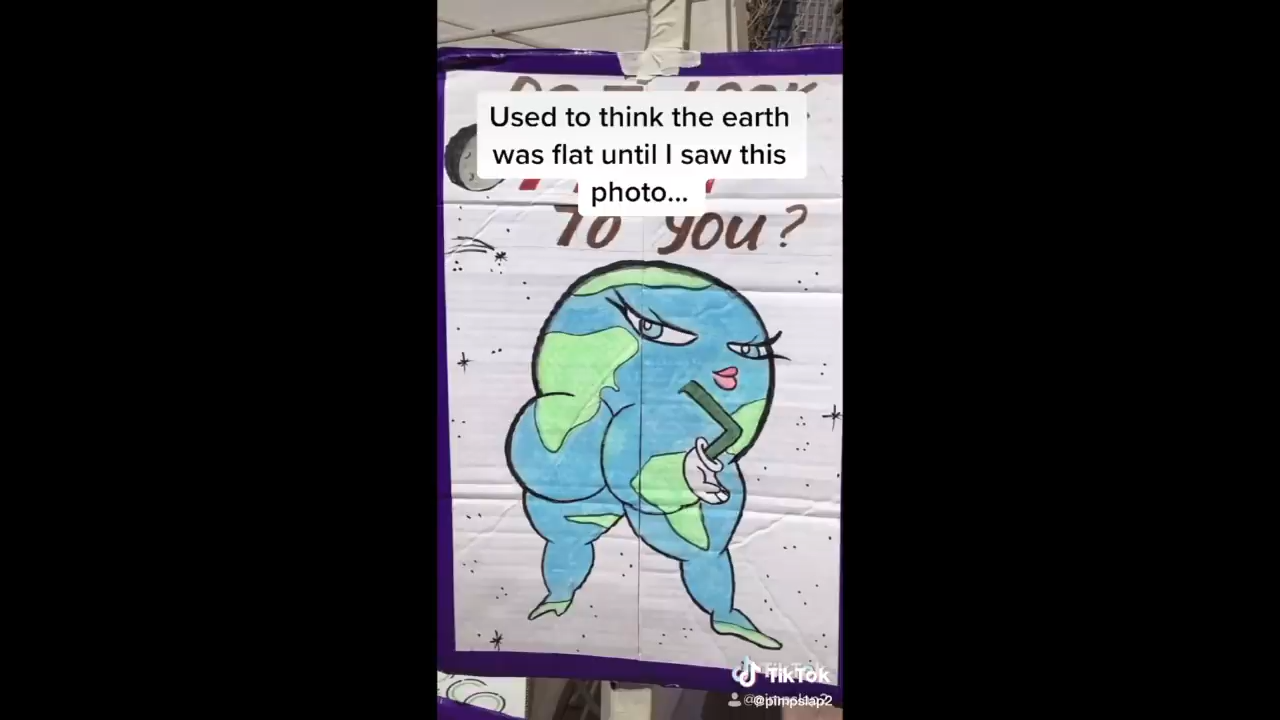 Used to think the earth
was flat until I saw this
photo...
TO YOU?
TikTok
@pimpslap2